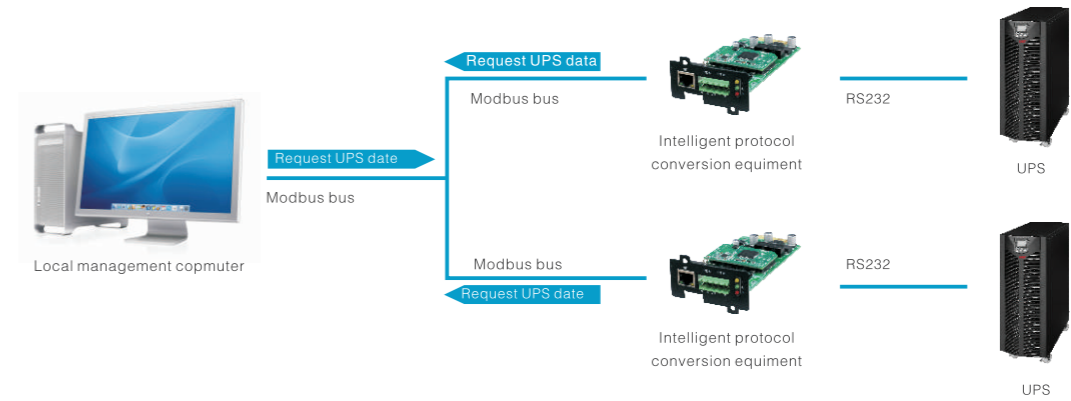 Request UPS data
Modbus bus
RS232
Intelligent protocol
conversion equiment
UPS
Request UPS date
Modbus bus
Local management copmuter
Modbus bus
RS232
Request UPS date
Intelligent protocol
conversion equiment
UPS